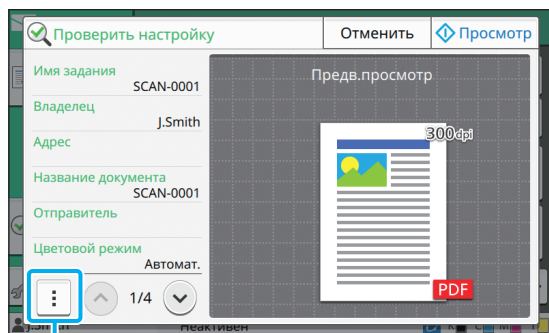 Проверить настройку
Отменить
Просмотр
Имя задания
SCAN-0001
Владелец
J.Smith
Адрес
Название документа
SCAN-0001
Отправитель
Цветовой режим
Автомат.
1/4
Предв.просмотр
300dpi
PDF
J.Smith
Неактивен
K
C
M